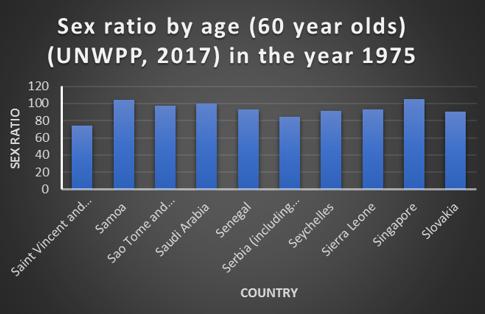 Sex ratio by age (60 year olds)
(UNWPP, 2017) in the year 1975
SEX RATIO
120
100
80
60
40
20
0
Saint Vincent and...
Samoa
Sao Tome and...
Saudi Arabia
Senegal
Serbia (including...
Seychelles
Sierra Leone
Singapore
Slovakia
COUNTRY